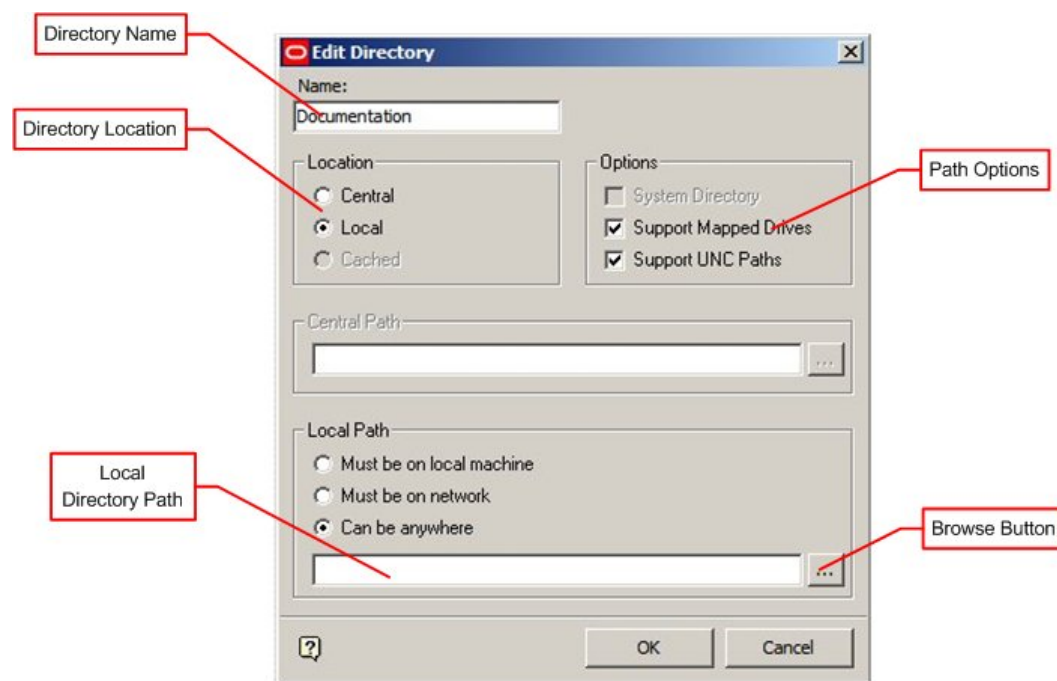 Directory Name
Edit Directory
Name:
Documentation
Directory Location
Location
Central
Local
Cached
Options
System Directory
Support Mapped Drives
Support UNC Paths
Path Options
Central Path
...
Local Path
Must be on local machine
Must be on network
Can be anywhere
...
Local
Directory Path
Browse Button
?
OK
Cancel